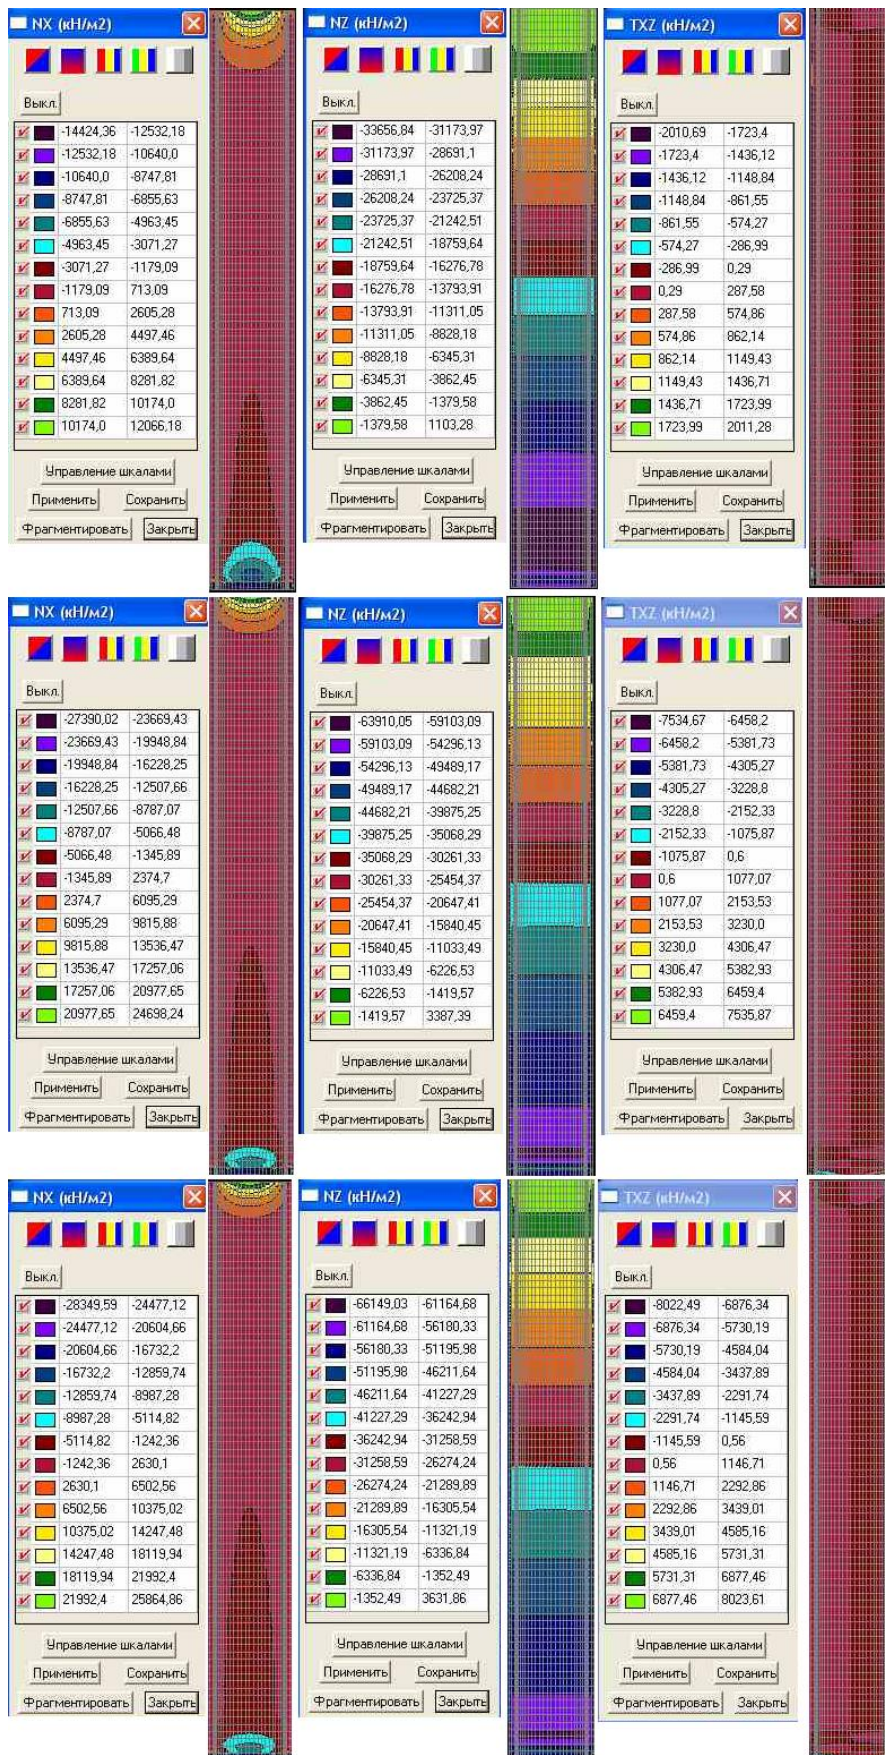 NX (кН/м2)
Выкл.
-14424,36 -12532,18
-12532,18 -10640,0
-10640,0 -8747,81
-8747,81 -6855,63
-6855,63 -4963,45
-4963,45 -3071,27
-3071,27 -1179,09
-1179,09 713,09
713,09 2605,28
2605,28 4497,46
4497,46 6389,64
6389,64 8281,82
8281,82 10174,0
10174,0 12066,18
Управление шкалами
Применить Сохранить
Фрагментировать Закрыть
NZ (кН/м2)
Выкл.
-33656,84 -31173,97
-31173,97 -28691,1
-28691,1 -26208,24
-26208,24 -23725,37
-23725,37 -21242,51
-21242,51 -18759,64
-18759,64 -16276,78
-16276,78 -13793,91
-13793,91 -11311,05
-11311,05 -8828,18
-8828,18 -6345,31
-6345,31 -3862,45
-3862,45 -1379,58
-1379,58 1103,28
Управление шкалами
Применить Сохранить
Фрагментировать Закрыть
TXZ (кН/м2)
Выкл.
-2010,69 -1723,4
-1723,4 -1436,12
-1436,12 -1148,84
-1148,84 -861,55
-861,55 -574,27
-574,27 -286,99
-286,99 0,29
0,29 287,58
287,58 574,86
574,86 862,14
862,14 1149,43
1149,43 1436,71
1436,71 1723,99
1723,99 2011,28
Управление шкалами
Применить Сохранить
Фрагментировать Закрыть
NX (кН/м2)
Выкл.
-27390,02 -23669,43
-23669,43 -19948,84
-19948,84 -16228,25
-16228,25 -12507,66
-12507,66 -8787,07
-8787,07 -5066,48
-5066,48 -1345,89
-1345,89 2374,7
2374,7 6095,29
6095,29 9815,88
9815,88 13536,47
13536,47 17257,06
17257,06 20977,65
20977,65 24698,24
Управление шкалами
Применить Сохранить
Фрагментировать Закрыть
NZ (кН/м2)
Выкл.
-63910,05 -59103,09
-59103,09 -54296,13
-54296,13 -49489,17
-49489,17 -44682,21
-44682,21 -39875,25
-39875,25 -35068,29
-35068,29 -30261,33
-30261,33 -25454,37
-25454,37 -20647,41
-20647,41 -15840,45
-15840,45 -11033,49
-11033,49 -6226,53
-6226,53 -1419,57
-1419,57 3387,39
Управление шкалами
Применить Сохранить
Фрагментировать Закрыть
TXZ (кН/м2)
Выкл.
-7534,67 -6458,2
-6458,2 -5381,73
-5381,73 -4305,27
-4305,27 -3228,8
-3228,8 -2152,33
-2152,33 -1075,87
-1075,87 0,6
0,6 1077,07
1077,07 2153,53
2153,53 3230,0
3230,0 4306,47
4306,47 5382,93
5382,93 6459,4
6459,4 7535,87
Управление шкалами
Применить Сохранить
Фрагментировать Закрыть
NX (кН/м2)
Выкл.
-28349,59 -24477,12
-24477,12 -20604,66
-20604,66 -16732,2
-16732,2 -12859,74
-12859,74 -8987,28
-8987,28 -5114,82
-5114,82 -1242,36
-1242,36 2630,1
2630,1 6502,56
6502,56 10375,02
10375,02 14247,48
14247,48 18119,94
18119,94 21992,4
21992,4 25864,86
Управление шкалами
Применить Сохранить
Фрагментировать Закрыть
NZ (кН/м2)
Выкл.
-66149,03 -61164,68
-61164,68 -56180,33
-56180,33 -51195,98
-51195,98 -46211,64
-46211,64 -41227,29
-41227,29 -36242,94
-36242,94 -31258,59
-31258,59 -26274,24
-26274,24 -21289,89
-21289,89 -16305,54
-16305,54 -11321,19
-11321,19 -6336,84
-6336,84 -1352,49
-1352,49 3631,86
Управление шкалами
Применить Сохранить
Фрагментировать Закрыть
TXZ (кН/м2)
Выкл.
-8022,49 -6876,34
-6876,34 -5730,19
-5730,19 -4584,04
-4584,04 -3437,89
-3437,89 -2291,74
-2291,74 -1145,59
-1145,59 0,56
0,56 1146,71
1146,71 2292,86
2292,86 3439,01
3439,01 4585,16
4585,16 5731,31
5731,31 6877,46
6877,46 8023,61
Управление шкалами
Применить Сохранить
Фрагментировать Закрыть